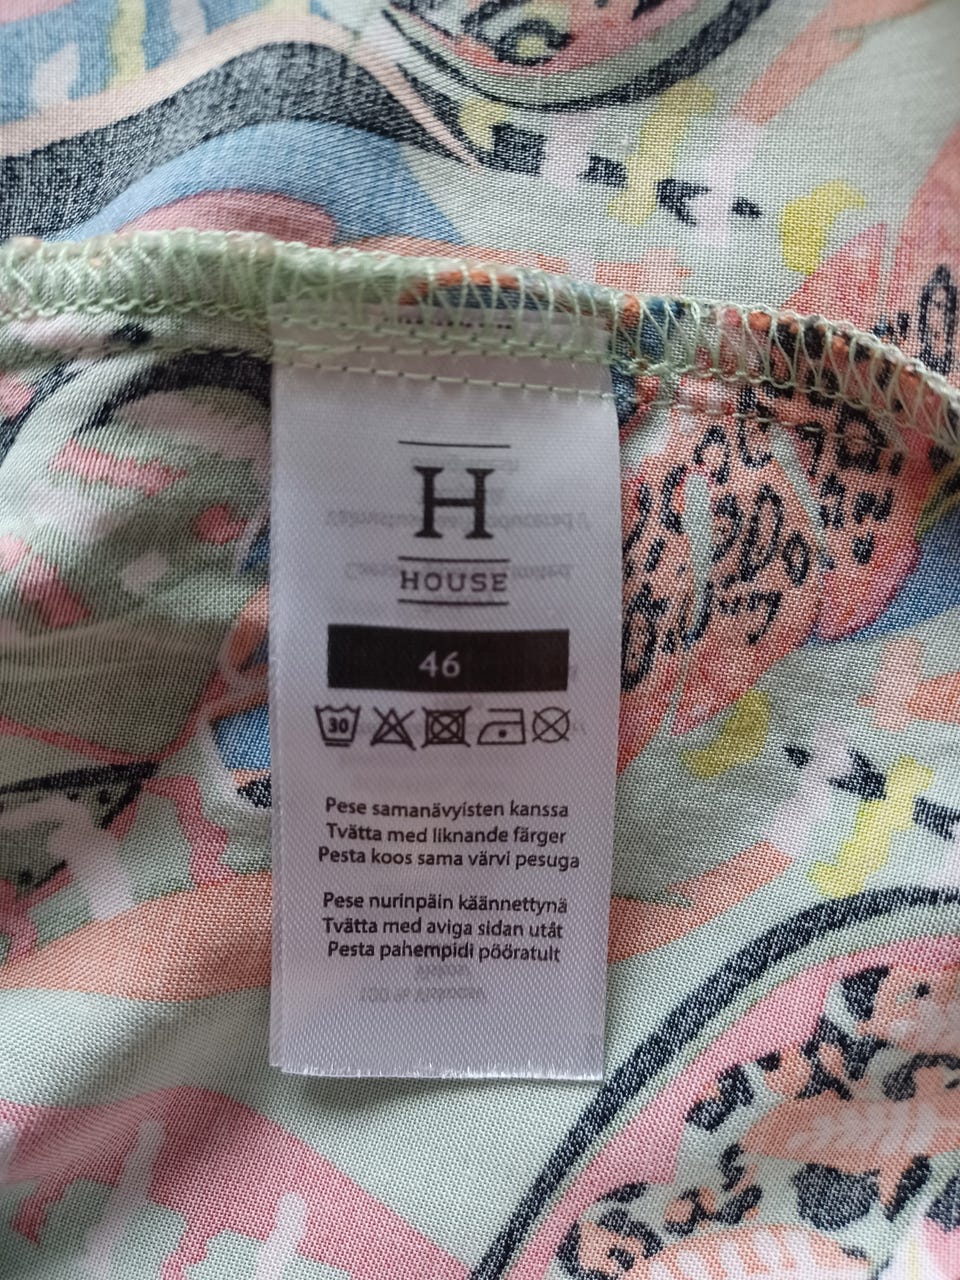 H
HOUSE
46
30
Pese samanävyisten kanssa
Tvätta med liknande färger
Pesta koos sama värvi pesuga
Pese nurinpäin käännettynä
Tvätta med aviga sidan utåt
Pesta pahempidi pööratult